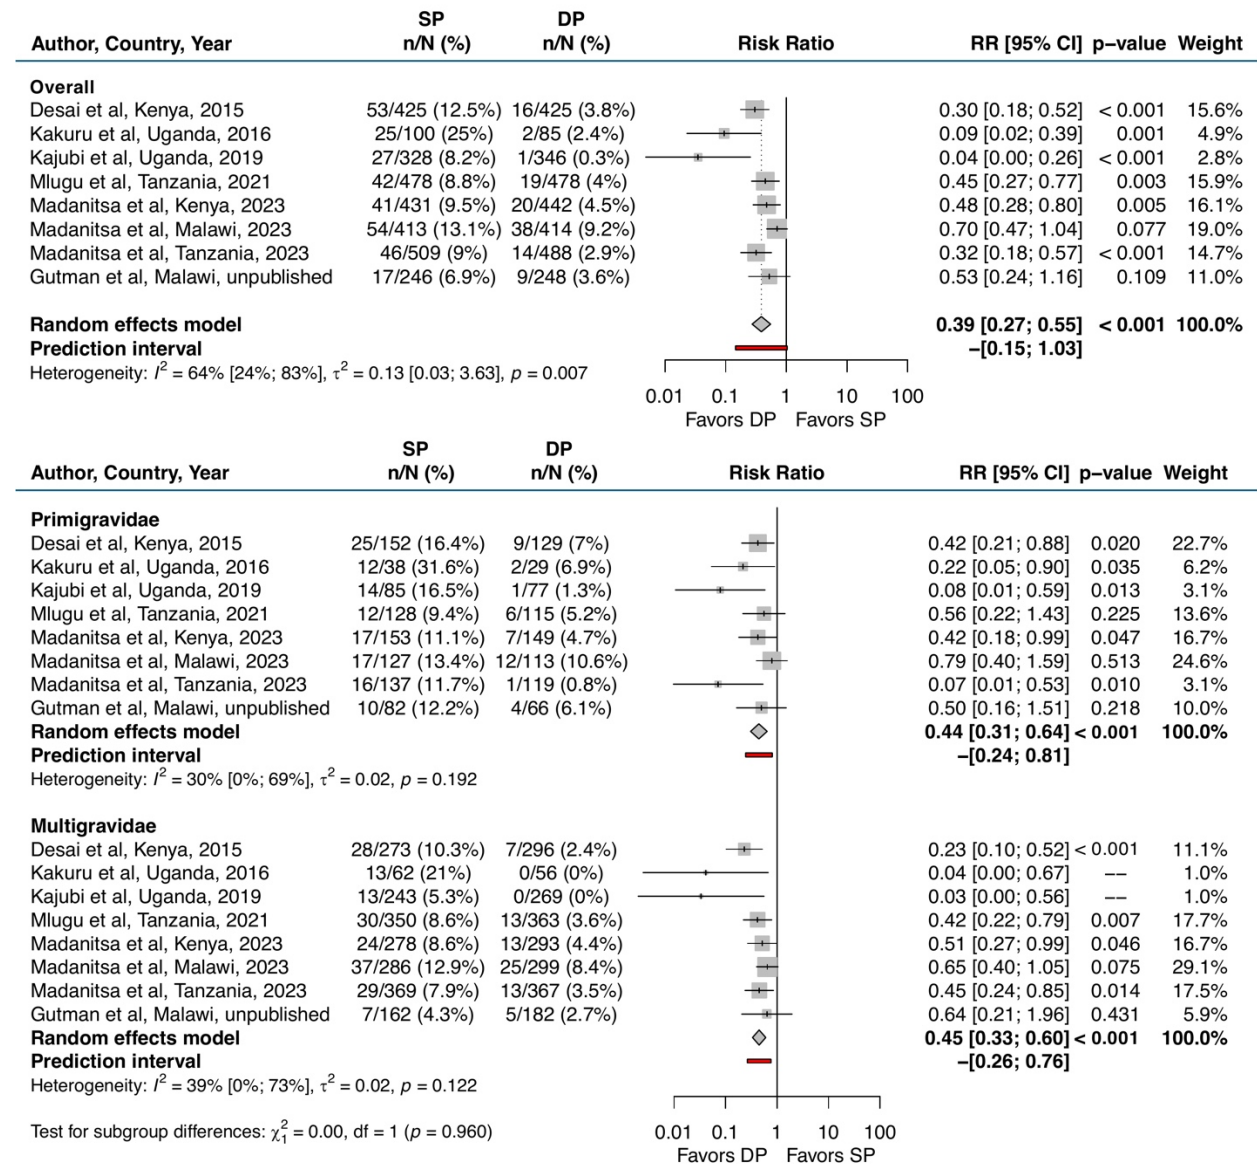 SP DP
Author, Country, Year n/N (%) n/N (%) Risk Ratio RR [95% CI] p−value Weight
Overall
Desai et al, Kenya, 2015 53/425 (12.5%) 16/425 (3.8%) 0.30 [0.18; 0.52] < 0.001 15.6%
Kakuru et al, Uganda, 2016 25/100 (25%) 2/85 (2.4%) 0.09 [0.02; 0.39] 0.001 4.9%
Kajubi et al, Uganda, 2019 27/328 (8.2%) 1/346 (0.3%) 0.04 [0.00; 0.26] < 0.001 2.8%
Mlugu et al, Tanzania, 2021 42/478 (8.8%) 19/478 (4%) 0.45 [0.27; 0.77] 0.003 15.9%
Madanitsa et al, Kenya, 2023 41/431 (9.5%) 20/442 (4.5%) 0.48 [0.28; 0.80] 0.005 16.1%
Madanitsa et al, Malawi, 2023 54/413 (13.1%) 38/414 (9.2%) 0.70 [0.47; 1.04] 0.077 19.0%
Madanitsa et al, Tanzania, 2023 46/509 (9%) 14/488 (2.9%) 0.32 [0.18; 0.57] < 0.001 14.7%
Gutman et al, Malawi, unpublished 17/246 (6.9%) 9/248 (3.6%) 0.53 [0.24; 1.16] 0.109 11.0%
Random effects model 0.39 [0.27; 0.55] < 0.001 100.0%
Prediction interval −[0.15; 1.03]
Heterogeneity: I² = 64% [24%; 83%], τ² = 0.13 [0.03; 3.63], p = 0.007
0.01 0.1 1 10 100
Favors DP Favors SP
SP DP
Author, Country, Year n/N (%) n/N (%) Risk Ratio RR [95% CI] p−value Weight
Primigravidae
Desai et al, Kenya, 2015 25/152 (16.4%) 9/129 (7%) 0.42 [0.21; 0.88] 0.020 22.7%
Kakuru et al, Uganda, 2016 12/38 (31.6%) 2/29 (6.9%) 0.22 [0.05; 0.90] 0.035 6.2%
Kajubi et al, Uganda, 2019 14/85 (16.5%) 1/77 (1.3%) 0.08 [0.01; 0.59] 0.013 3.1%
Mlugu et al, Tanzania, 2021 12/128 (9.4%) 6/115 (5.2%) 0.56 [0.22; 1.43] 0.225 13.6%
Madanitsa et al, Kenya, 2023 17/153 (11.1%) 7/149 (4.7%) 0.42 [0.18; 0.99] 0.047 16.7%
Madanitsa et al, Malawi, 2023 17/127 (13.4%) 12/113 (10.6%) 0.79 [0.40; 1.59] 0.513 24.6%
Madanitsa et al, Tanzania, 2023 16/137 (11.7%) 1/119 (0.8%) 0.07 [0.01; 0.53] 0.010 3.1%
Gutman et al, Malawi, unpublished 10/82 (12.2%) 4/66 (6.1%) 0.50 [0.16; 1.51] 0.218 10.0%
Random effects model 0.44 [0.31; 0.64] < 0.001 100.0%
Prediction interval −[0.24; 0.81]
Heterogeneity: I² = 30% [0%; 69%], τ² = 0.02, p = 0.192
Multigravidae
Desai et al, Kenya, 2015 28/273 (10.3%) 7/296 (2.4%) 0.23 [0.10; 0.52] < 0.001 11.1%
Kakuru et al, Uganda, 2016 13/62 (21%) 0/56 (0%) 0.04 [0.00; 0.67] −− 1.0%
Kajubi et al, Uganda, 2019 13/243 (5.3%) 0/269 (0%) 0.03 [0.00; 0.56] −− 1.0%
Mlugu et al, Tanzania, 2021 30/350 (8.6%) 13/363 (3.6%) 0.42 [0.22; 0.79] 0.007 17.7%
Madanitsa et al, Kenya, 2023 24/278 (8.6%) 13/293 (4.4%) 0.51 [0.27; 0.99] 0.046 16.7%
Madanitsa et al, Malawi, 2023 37/286 (12.9%) 25/299 (8.4%) 0.65 [0.40; 1.05] 0.075 29.1%
Madanitsa et al, Tanzania, 2023 29/369 (7.9%) 13/367 (3.5%) 0.45 [0.24; 0.85] 0.014 17.5%
Gutman et al, Malawi, unpublished 7/162 (4.3%) 5/182 (2.7%) 0.64 [0.21; 1.96] 0.431 5.9%
Random effects model 0.45 [0.33; 0.60] < 0.001 100.0%
Prediction interval −[0.26; 0.76]
Heterogeneity: I² = 39% [0%; 73%], τ² = 0.02, p = 0.122
Test for subgroup differences: χ²₁ = 0.00, df = 1 (p = 0.960)
0.01 0.1 1 10 100
Favors DP Favors SP